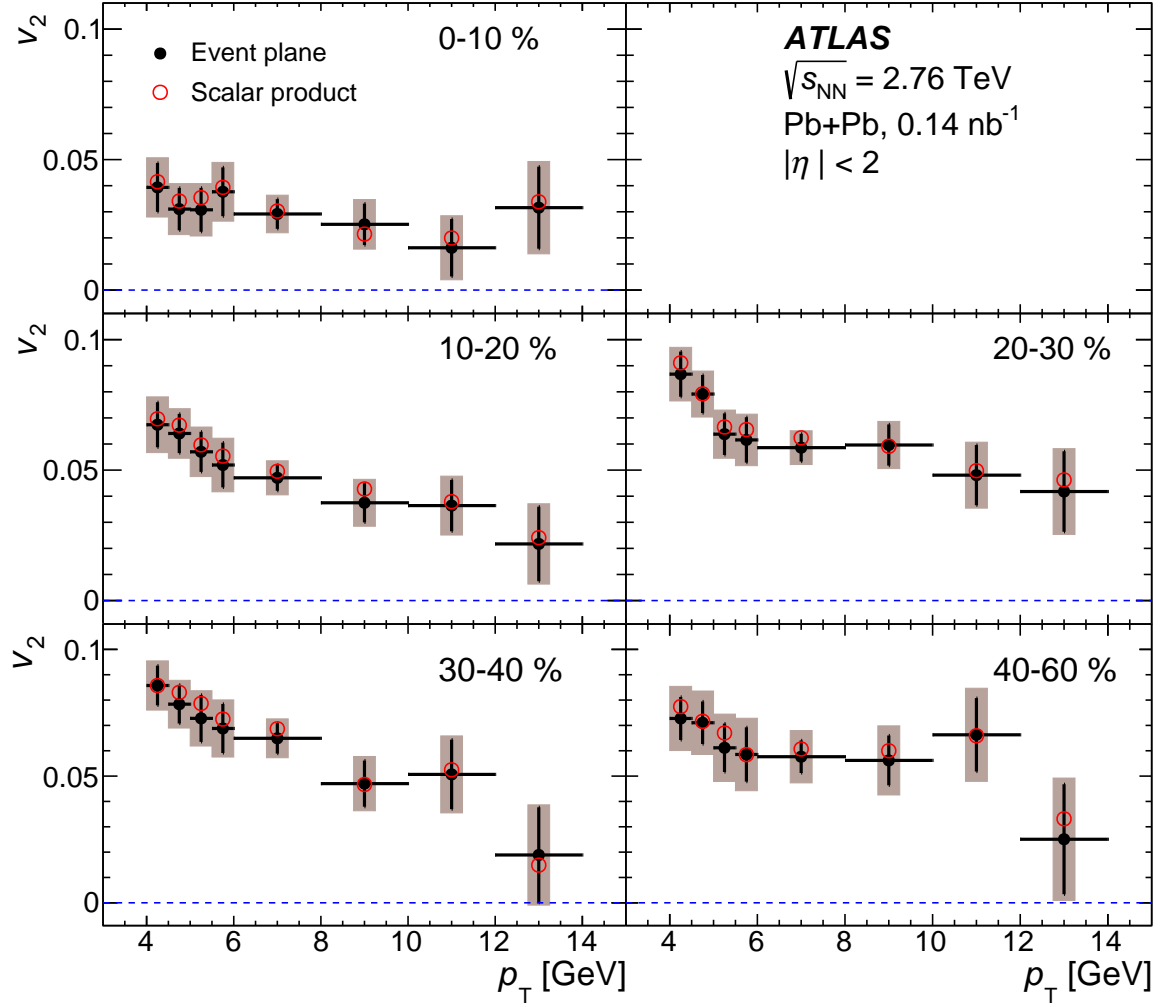 v2
0.1
0.05
0
Event plane
Scalar product
0-10 %
ATLAS
√sNN = 2.76 TeV
Pb+Pb, 0.14 nb-1
|η | < 2
v2
0.1
0.05
0
10-20 %
20-30 %
v2
0.1
0.05
0
30-40 %
40-60 %
4 6 8 10 12 14
4 6 8 10 12 14
pT [GeV]
pT [GeV]